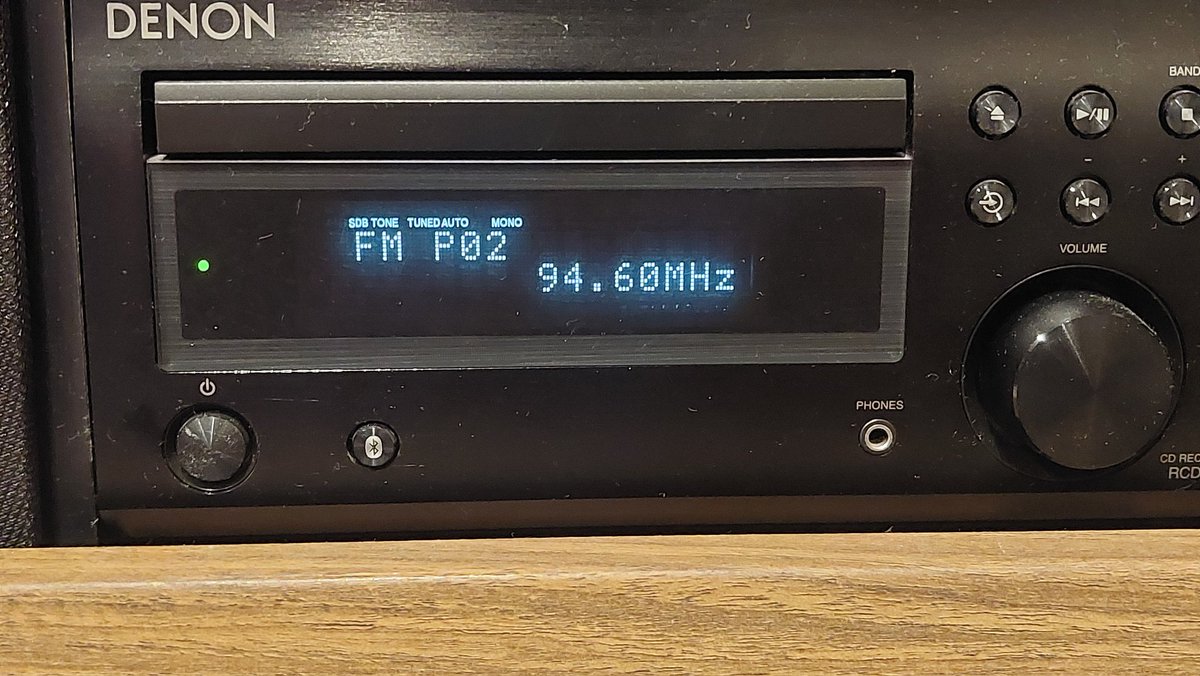 DENON
BAND
SDB TONE TUNED AUTO MONO
FM P02
94.60MHz
- +
VOLUME
PHONES
CD REC
RCD